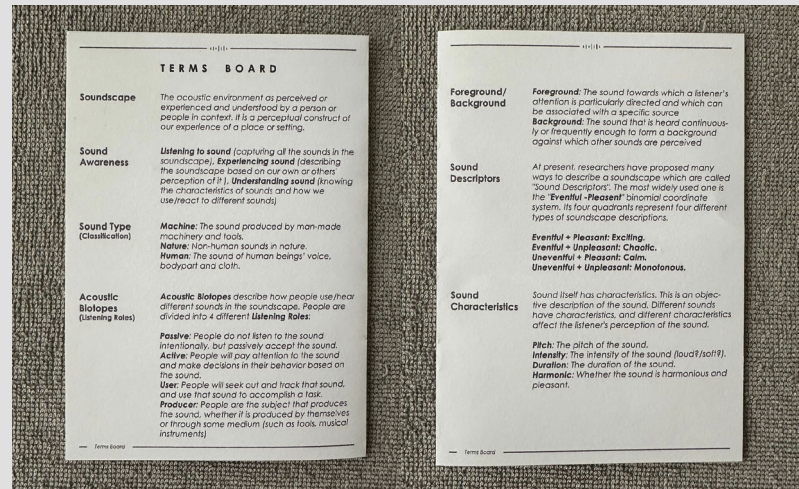 TERMS BOARD
Soundscape
The acoustic environment as perceived or
experienced and understood by a person or
people in context. It is a perceptual construct of
our experience of a place or setting.
Sound
Awareness
Listening to sound (capturing all the sounds in the
soundscape), Experiencing sound (describing
the soundscape based on our own or others'
perception of it ), Understanding sound (knowing
the characteristics of sounds and how we
use/react to different sounds)
Sound Type
(Classification)
Machine: The sound produced by man-made
machinery and tools.
Nature: Non-human sounds in nature.
Human: The sound of human beings' voice,
bodypart and cloth.
Acoustic
Biotopes
(Listening Roles)
Acoustic Biotopes describe how people use/hear
different sounds in the soundscape. People are
divided into 4 different Listening Roles:
Passive: People do not listen to the sound
intentionally, but passively accept the sound.
Active: People will pay attention to the sound
and make decisions in their behavior based on
the sound.
User: People will seek out and track that sound,
and use that sound to accomplish a task.
Producer: People are the subject that produces
the sound, whether it is produced by themselves
or through some medium (such as tools, musical
instruments)
Terms Board
Foreground/
Background
Foreground: The sound towards which a listener's
attention is particularly directed and which can
be associated with a specific source
Background: The sound that is heard continuous-
ly or frequently enough to form a background
against which other sounds are perceived
Sound
Descriptors
At present, researchers have proposed many
ways to describe a soundscape which are called
"Sound Descriptors". The most widely used one is
the "Eventful -Pleasent" binomial coordinate
system. Its four quadrants represent four different
types of soundscape descriptions.
Eventful + Pleasant: Exciting.
Eventful + Unpleasant: Chaotic.
Uneventful + Pleasant: Calm.
Uneventful + Unpleasant: Monotonous.
Sound
Characteristics
Sound itself has characteristics. This is an objec-
tive description of the sound. Different sounds
have characteristics, and different characteristics
affect the listener's perception of the sound.
Pitch: The pitch of the sound.
Intensity: The intensity of the sound (loud?/soft?).
Duration: The duration of the sound.
Harmonic: Whether the sound is harmonious and
pleasant.
Terms Board